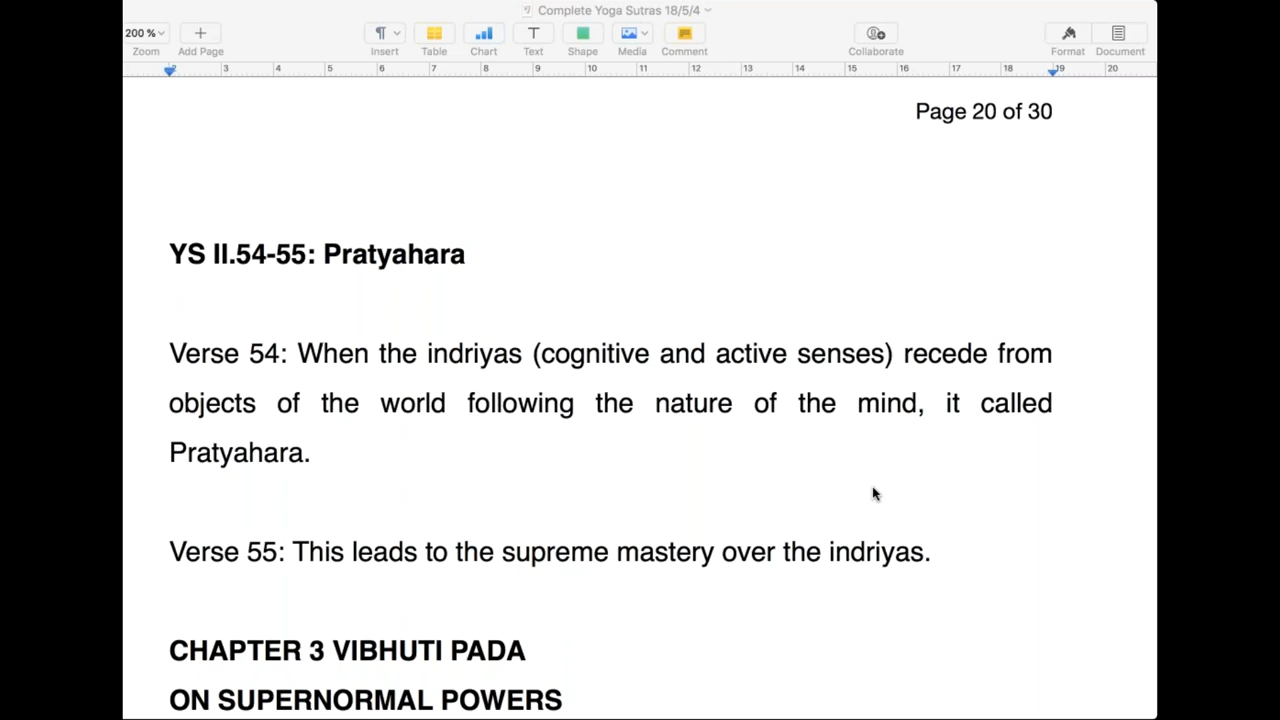 Complete Yoga Sutras 18/5/4
200 %
Zoom
Add Page
Insert
Table
Chart
Text
Shape
Media
Comment
Collaborate
Format
Document
2 3 4 5 6 7 8 9 10 11 12 13 14 15 16 17 18 19 20
Page 20 of 30
YS II.54-55: Pratyahara
Verse 54: When the indriyas (cognitive and active senses) recede from
objects of the world following the nature of the mind, it called
Pratyahara.
Verse 55: This leads to the supreme mastery over the indriyas.
CHAPTER 3 VIBHUTI PADA
ON SUPERNORMAL POWERS